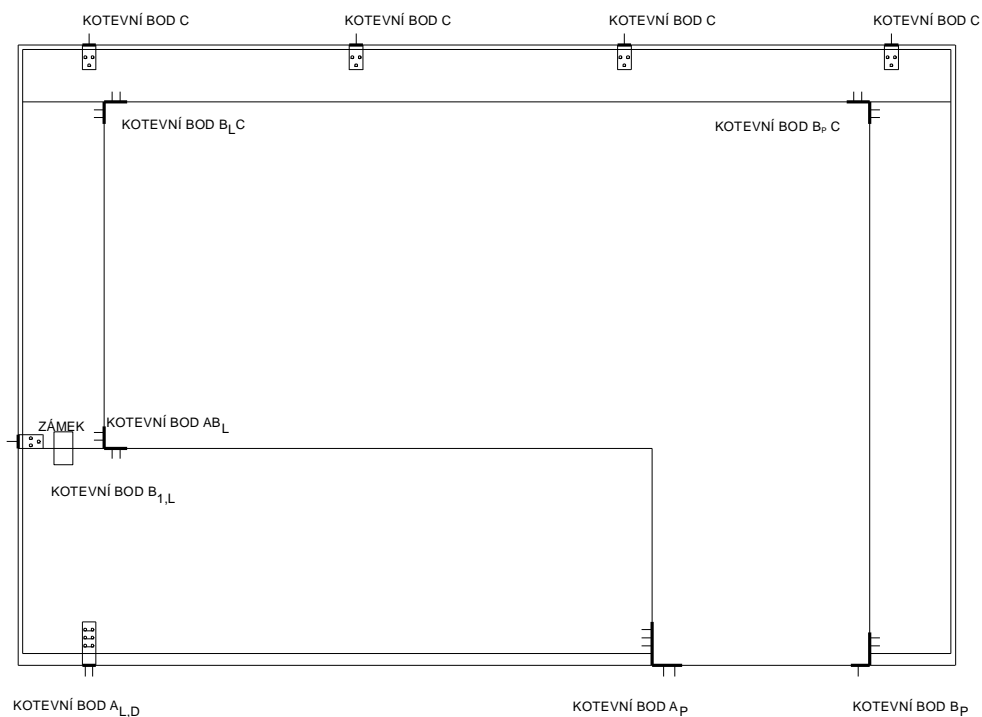 KOTEVNÍ BOD C
KOTEVNÍ BOD C
KOTEVNÍ BOD C
KOTEVNÍ BOD C
KOTEVNÍ BOD BLC
KOTEVNÍ BOD BP C
ZÁMEK
KOTEVNÍ BOD ABL
KOTEVNÍ BOD B1,L
KOTEVNÍ BOD AL,D
KOTEVNÍ BOD AP
KOTEVNÍ BOD BP